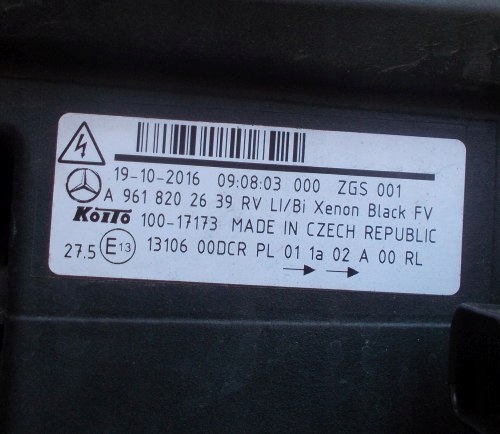 19-10-2016 09:08:03 000 ZGS 001
A 961 820 26 39 RV LI/Bi Xenon Black FV
KOITO 100-17173 MADE IN CZECH REPUBLIC
27.5 E13 13106 00DCR PL 01 1a 02 A 00 RL